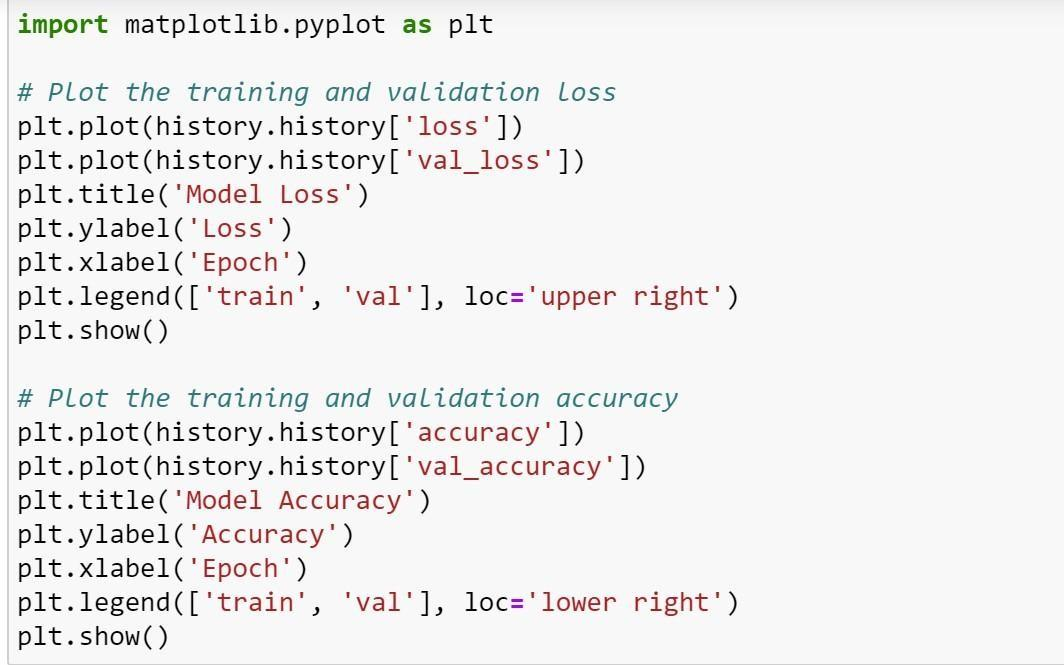 import matplotlib.pyplot as plt
# Plot the training and validation loss
plt.plot(history.history['loss'])
plt.plot(history.history['val_loss'])
plt.title('Model Loss')
plt.ylabel('Loss')
plt.xlabel('Epoch')
plt.legend(['train', 'val'], loc='upper right')
plt.show()
# Plot the training and validation accuracy
plt.plot(history.history['accuracy'])
plt.plot(history.history['val_accuracy'])
plt.title('Model Accuracy')
plt.ylabel('Accuracy')
plt.xlabel('Epoch')
plt.legend(['train', 'val'], loc='lower right')
plt.show()